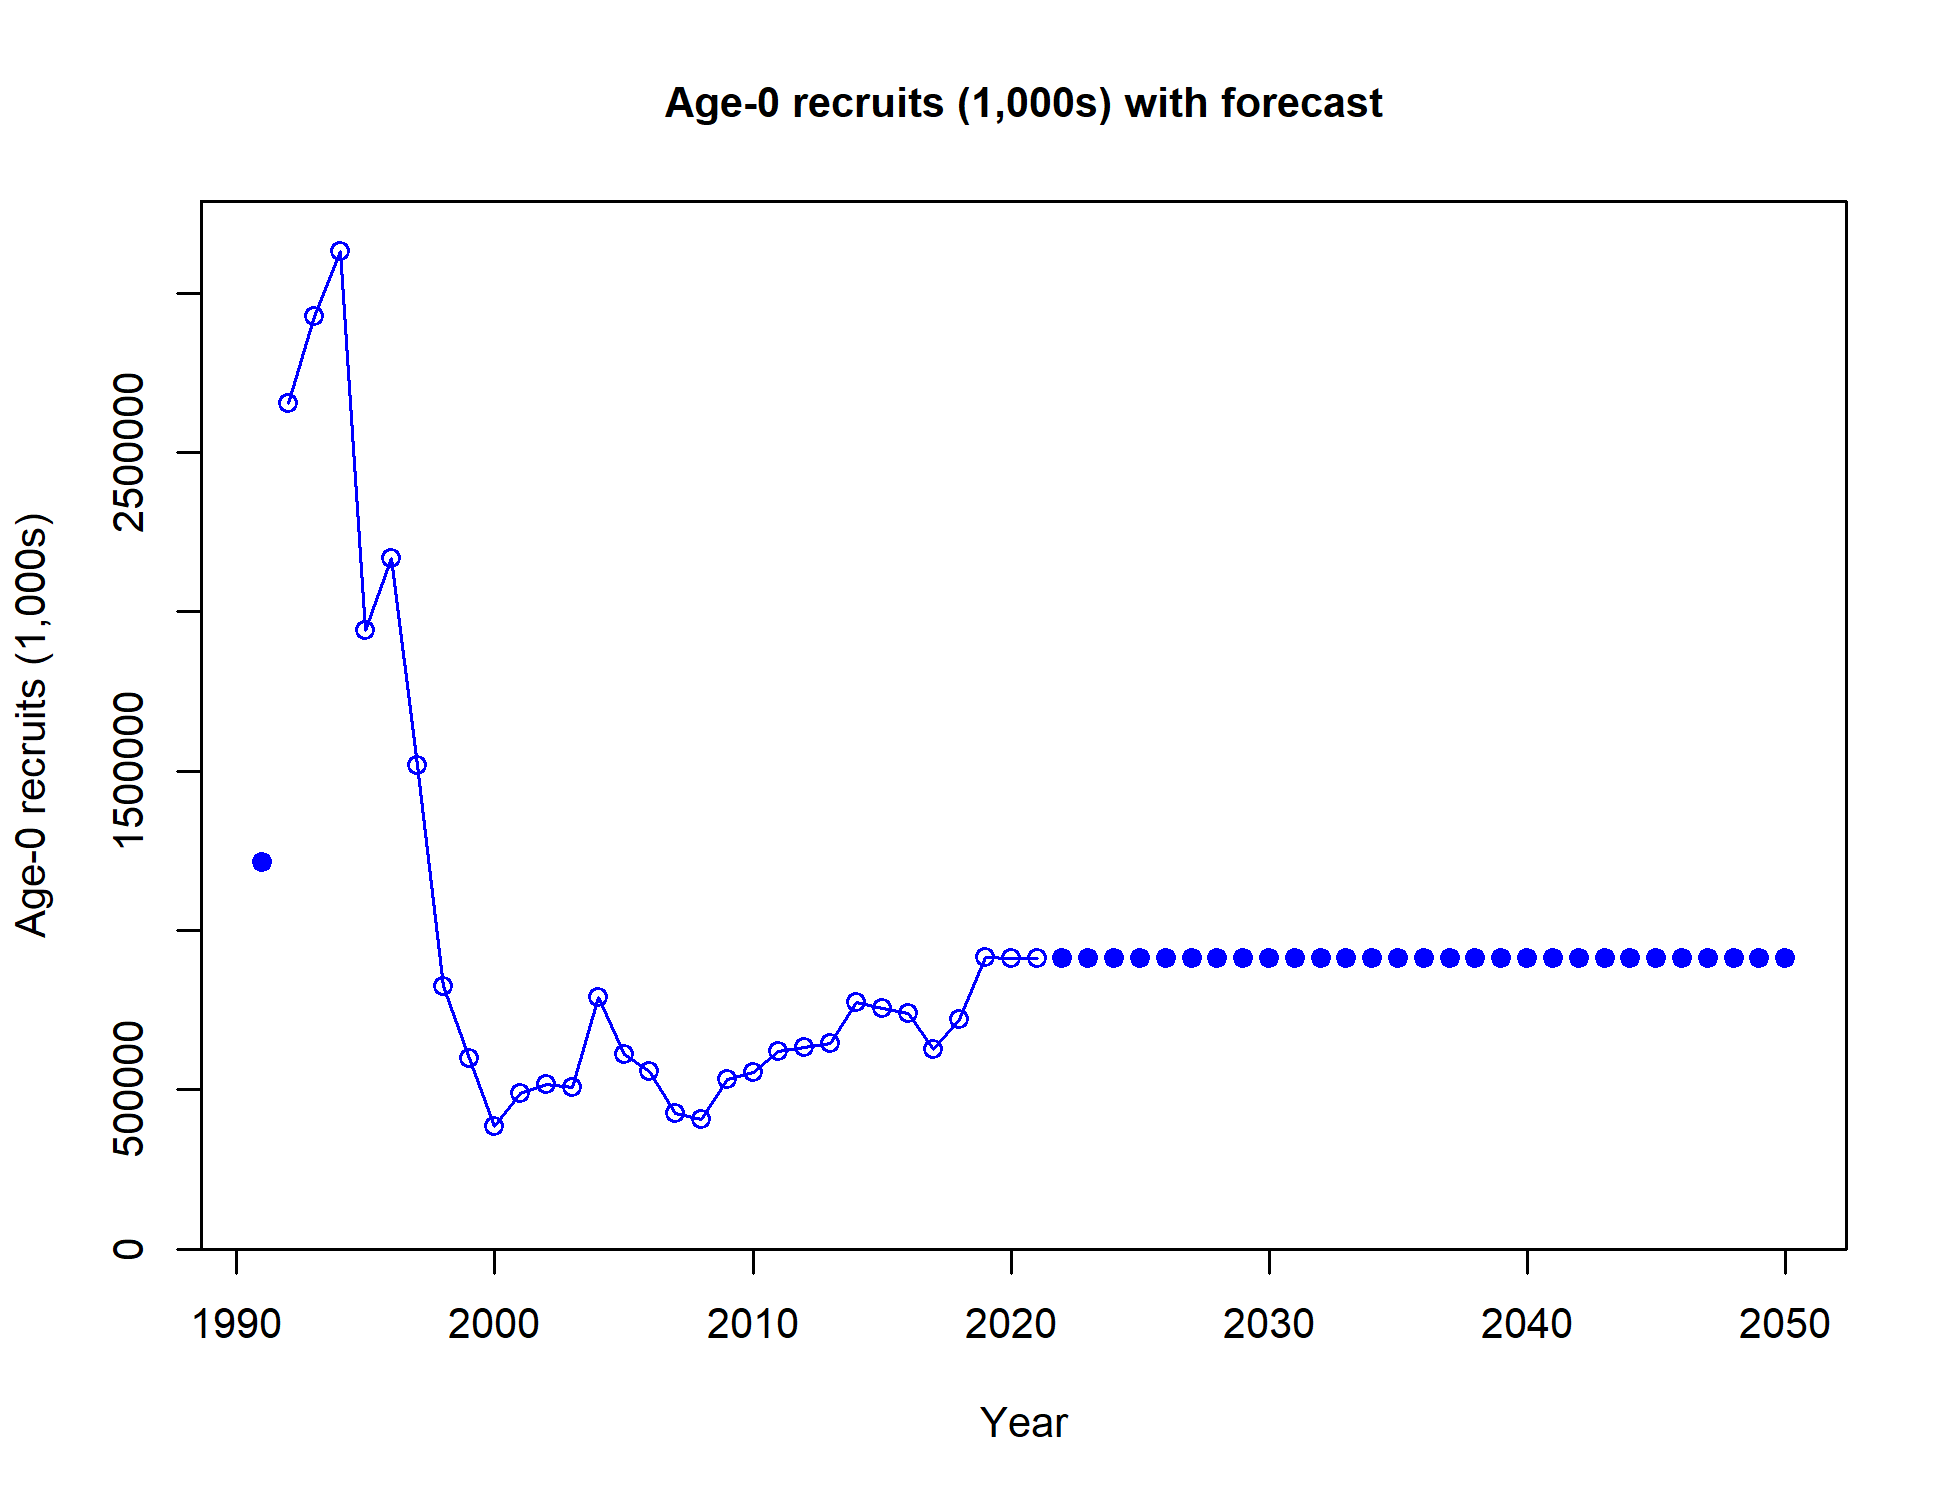 Age-0 recruits (1,000s) with forecast
Age-0 recruits (1,000s)
2500000
1500000
500000
0
1990 2000 2010 2020 2030 2040 2050
Year